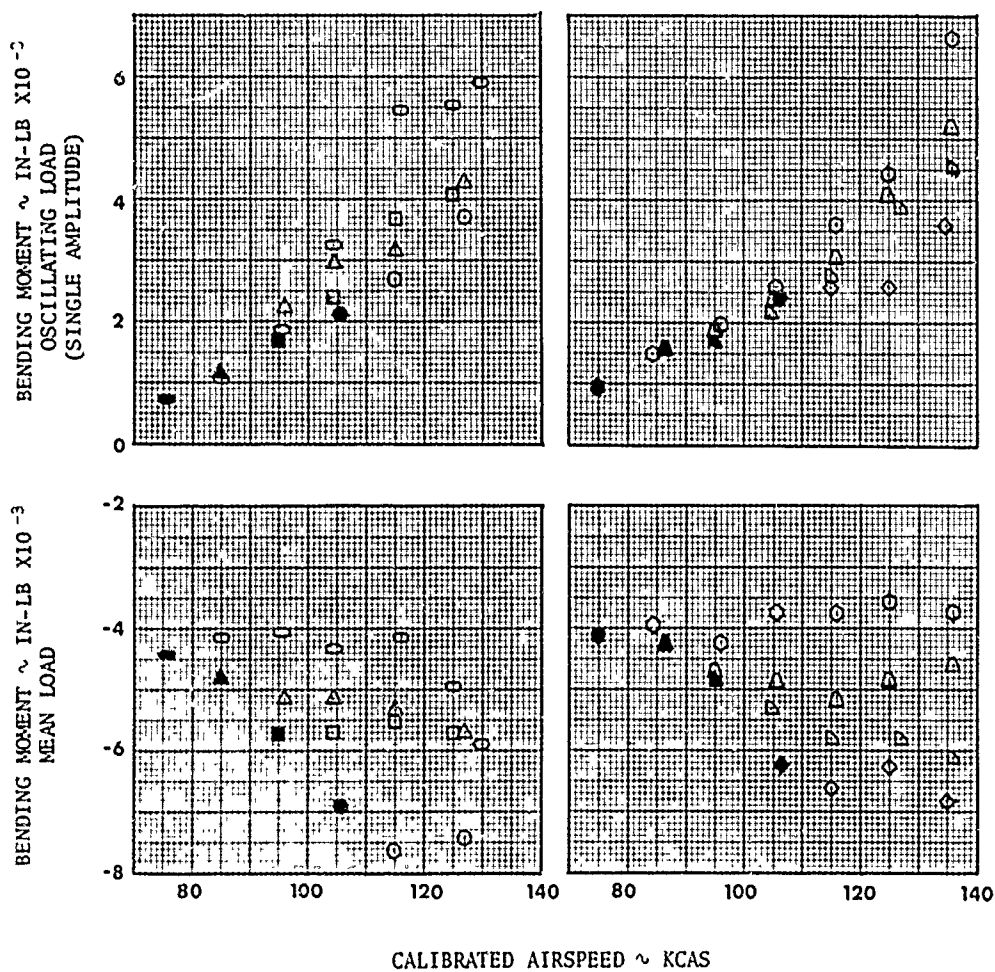 BENDING MOMENT ~ IN-LB X10⁻³
OSCILLATING LOAD
(SINGLE AMPLITUDE)
6
4
2
0
BENDING MOMENT ~ IN-LB X10⁻³
MEAN LOAD
-2
-4
-6
-8
80 100 120 140
80 100 120 140
CALIBRATED AIRSPEED ~ KCAS